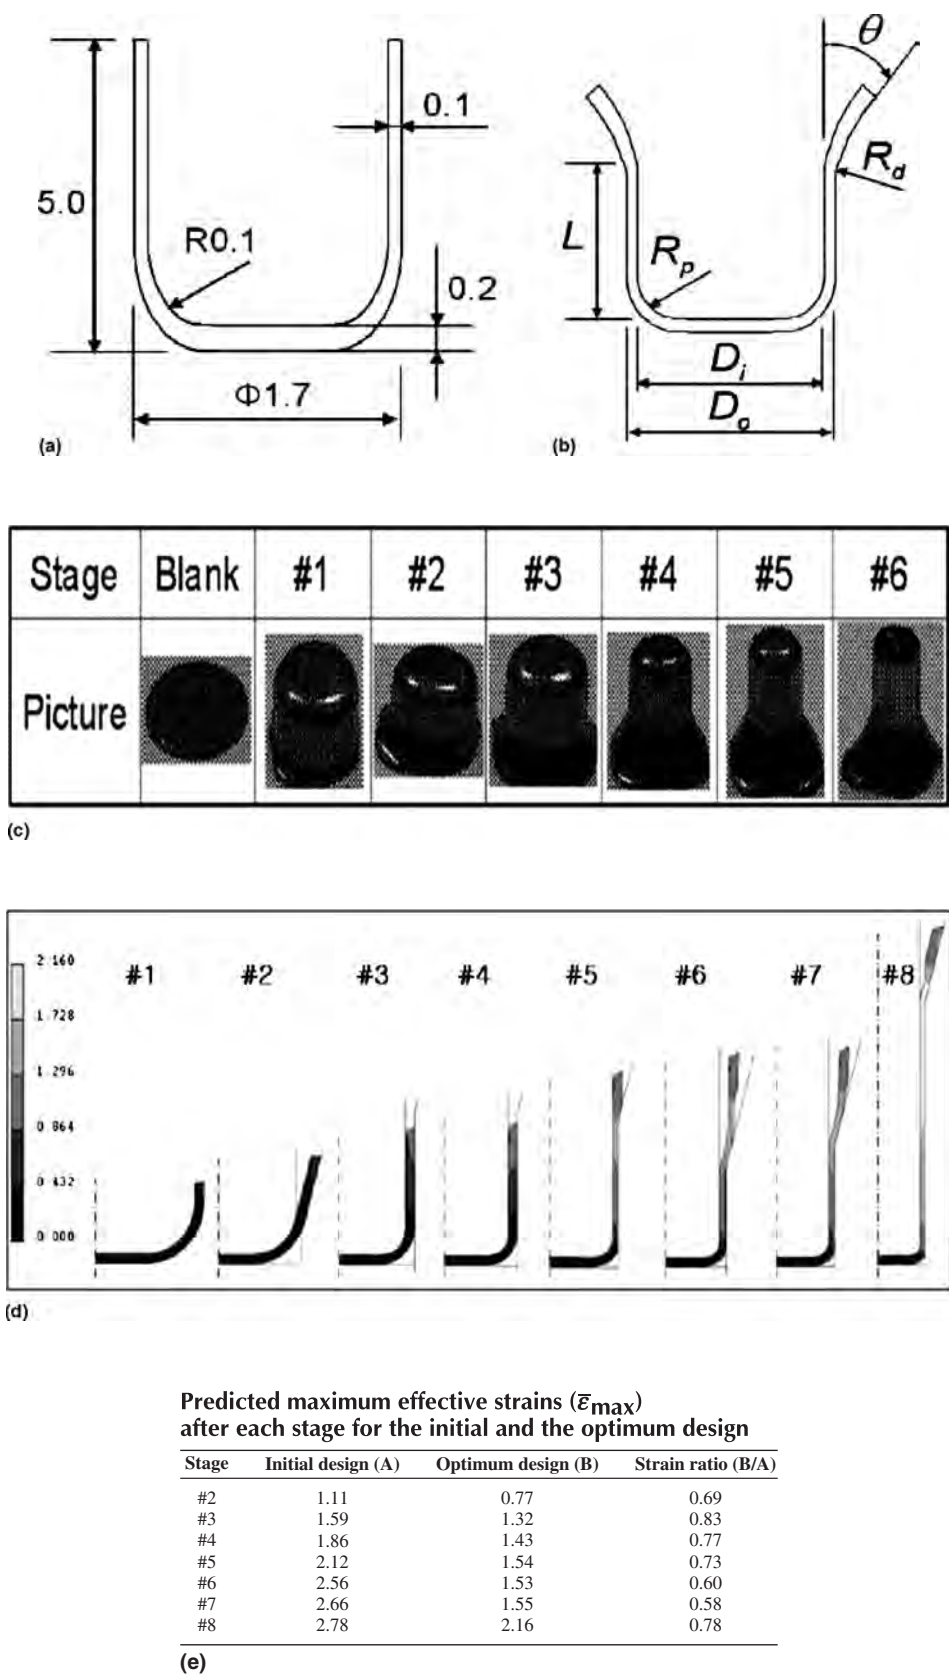 5.0
0.1
R0.1
0.2
Φ1.7
(a)
θ
R_d
L
R_p
D_i
D_o
(b)
Stage Blank #1 #2 #3 #4 #5 #6
Picture
(c)
#1 #2 #3 #4 #5 #6 #7 #8
2.160
1.728
1.296
0.864
0.432
0.000
(d)
Predicted maximum effective strains (ε̅max)
after each stage for the initial and the optimum design
Stage Initial design (A) Optimum design (B) Strain ratio (B/A)
#2 1.11 0.77 0.69
#3 1.59 1.32 0.83
#4 1.86 1.43 0.77
#5 2.12 1.54 0.73
#6 2.56 1.53 0.60
#7 2.66 1.55 0.58
#8 2.78 2.16 0.78
(e)